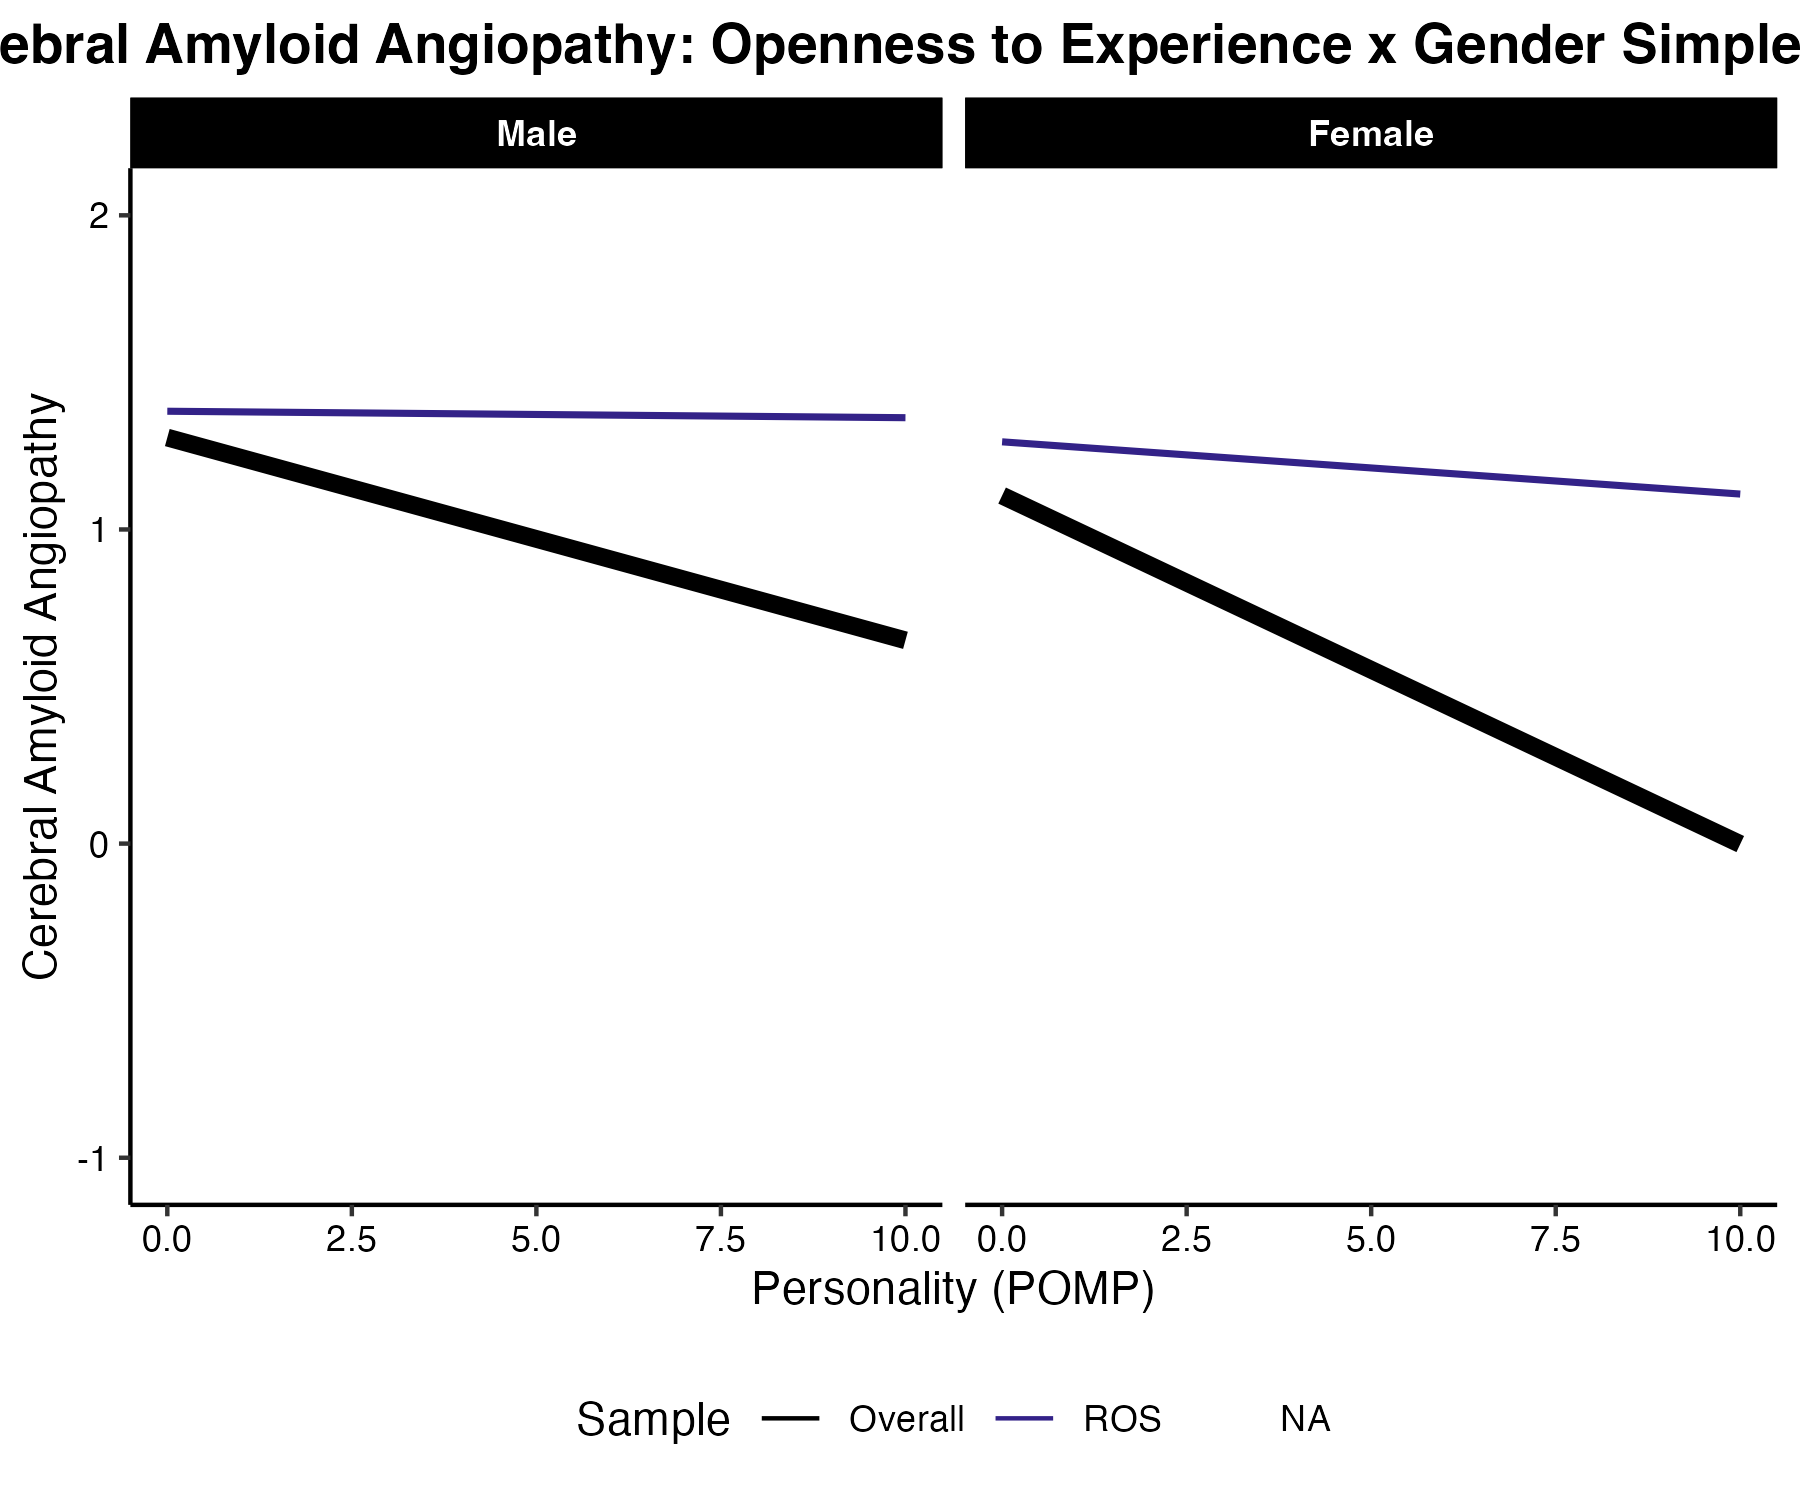 ebral Amyloid Angiopathy: Openness to Experience x Gender Simple
Male
Female
Cerebral Amyloid Angiopathy
2
1
0
-1
0.0 2.5 5.0 7.5 10.0
0.0 2.5 5.0 7.5 10.0
Personality (POMP)
Sample Overall ROS NA